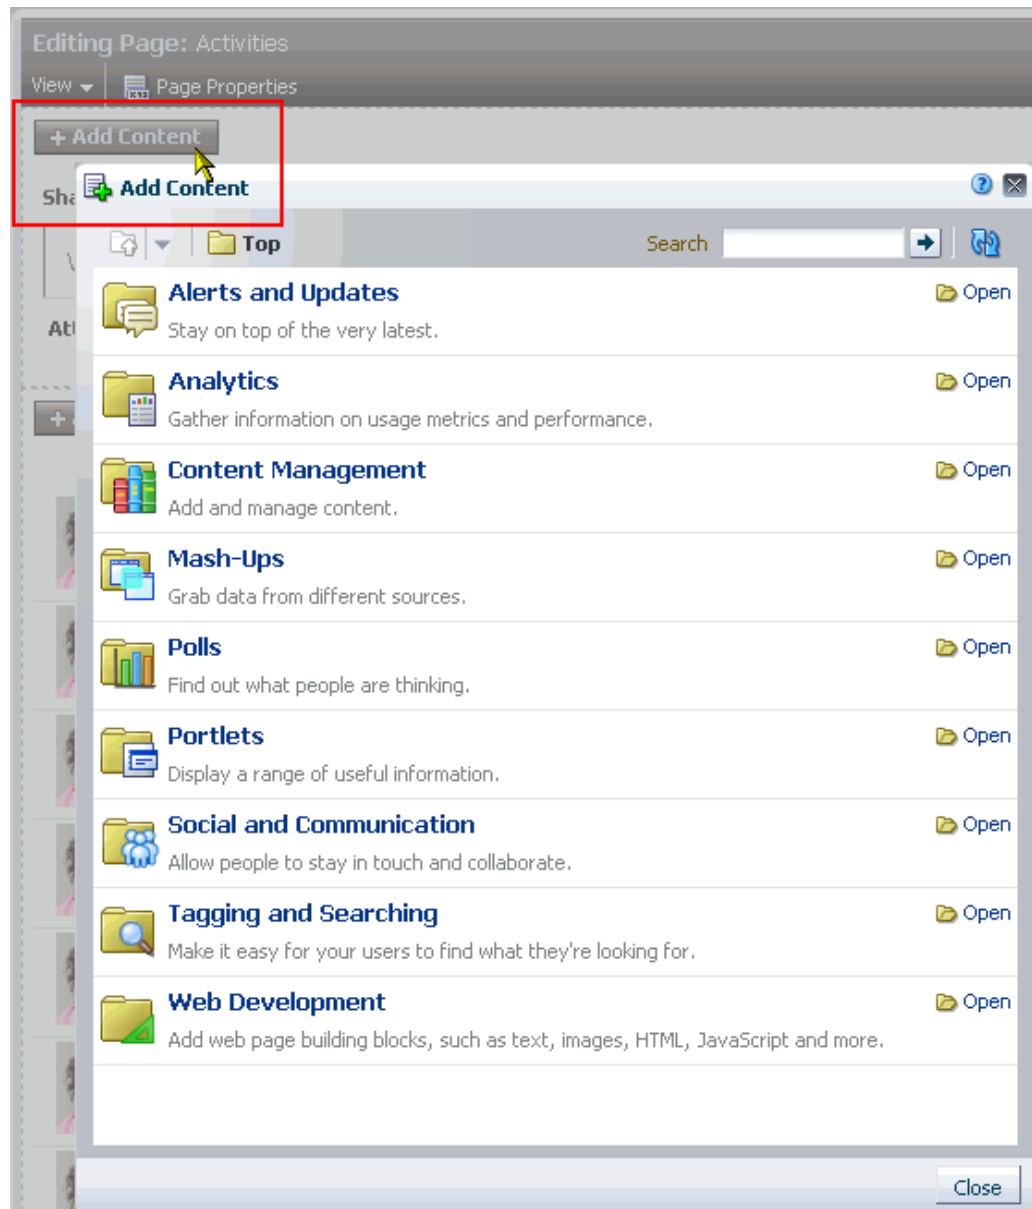 Editing Page: Activities
View Page Properties
+ Add Content
Add Content
Top Search
Alerts and Updates Open
Stay on top of the very latest.
Analytics Open
Gather information on usage metrics and performance.
Content Management Open
Add and manage content.
Mash-Ups Open
Grab data from different sources.
Polls Open
Find out what people are thinking.
Portlets Open
Display a range of useful information.
Social and Communication Open
Allow people to stay in touch and collaborate.
Tagging and Searching Open
Make it easy for your users to find what they're looking for.
Web Development Open
Add web page building blocks, such as text, images, HTML, JavaScript and more.
Close